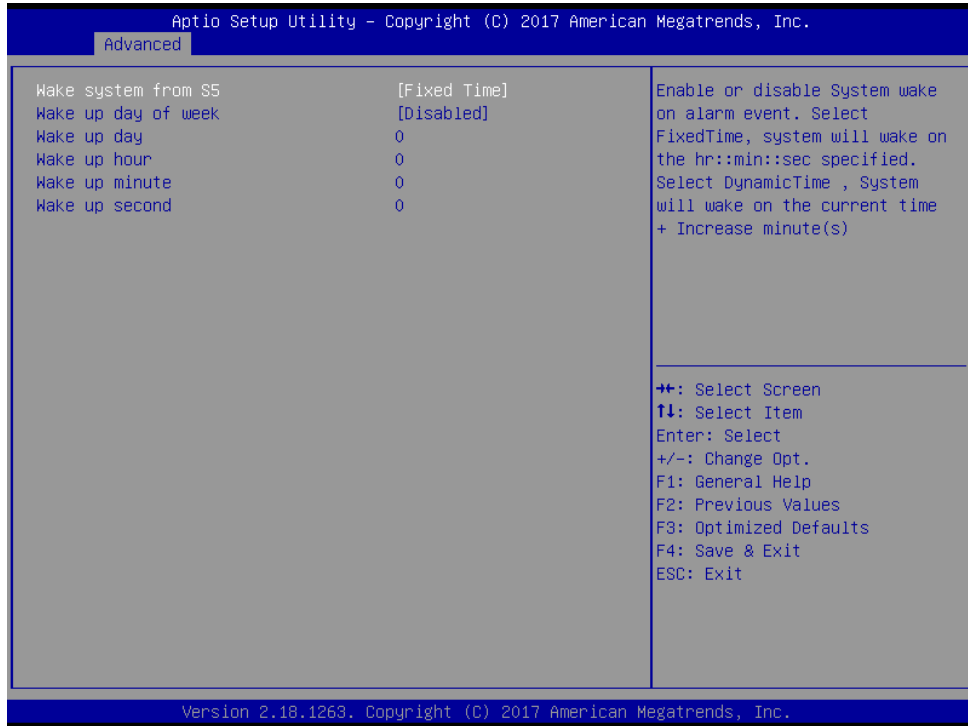 Aptio Setup Utility – Copyright (C) 2017 American Megatrends, Inc.
Advanced
Wake system from S5 [Fixed Time]
Wake up day of week [Disabled]
Wake up day 0
Wake up hour 0
Wake up minute 0
Wake up second 0
Enable or disable System wake
on alarm event. Select
FixedTime, system will wake on
the hr::min::sec specified.
Select DynamicTime , System
will wake on the current time
+ Increase minute(s)
→←: Select Screen
↑↓: Select Item
Enter: Select
+/-: Change Opt.
F1: General Help
F2: Previous Values
F3: Optimized Defaults
F4: Save & Exit
ESC: Exit
Version 2.18.1263. Copyright (C) 2017 American Megatrends, Inc.